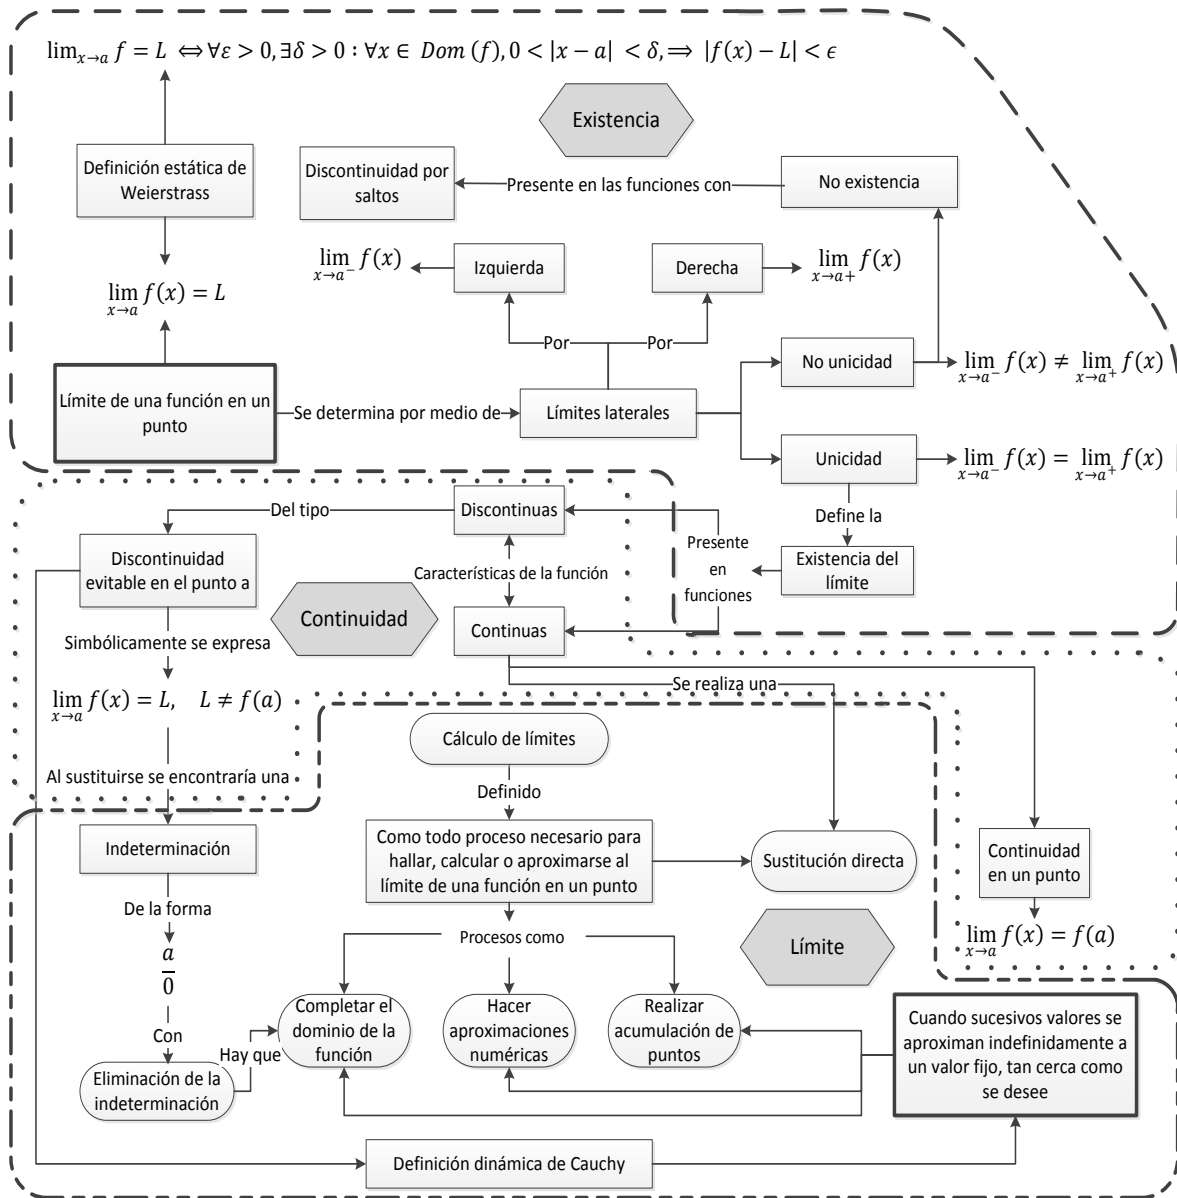 lim_{x→a} f = L ⇔ ∀ε > 0, ∃δ > 0 : ∀x ∈ Dom (f), 0 < |x − a| < δ, ⟹ |f(x) − L| < ϵ
Existencia
Definición estática de
Weierstrass
Discontinuidad por
saltos
Presente en las funciones con
No existencia
lim_{x→a⁻} f(x)
Izquierda
Derecha
lim_{x→a+} f(x)
lim_{x→a} f(x) = L
Por
Por
No unicidad
lim_{x→a⁻} f(x) ≠ lim_{x→a⁺} f(x)
Límite de una función en un
punto
Se determina por medio de
Límites laterales
Unicidad
lim_{x→a⁻} f(x) = lim_{x→a⁺} f(x)
Del tipo
Discontinuas
Define la
Discontinuidad
evitable en el punto a
Presente
en
funciones
Existencia del
límite
Características de la función
Continuidad
Continuas
Simbólicamente se expresa
lim_{x→a} f(x) = L, L ≠ f(a)
Se realiza una
Cálculo de límites
Al sustituirse se encontraría una
Definido
Indeterminación
Como todo proceso necesario para
hallar, calcular o aproximarse al
límite de una función en un punto
Sustitución directa
Continuidad
en un punto
De la forma
Procesos como
Límite
lim_{x→a} f(x) = f(a)
a
0
Completar el
dominio de la
función
Hacer
aproximaciones
numéricas
Realizar
acumulación de
puntos
Cuando sucesivos valores se
aproximan indefinidamente a
un valor fijo, tan cerca como
se desee
Con
Hay que
Eliminación de la
indeterminación
Definición dinámica de Cauchy